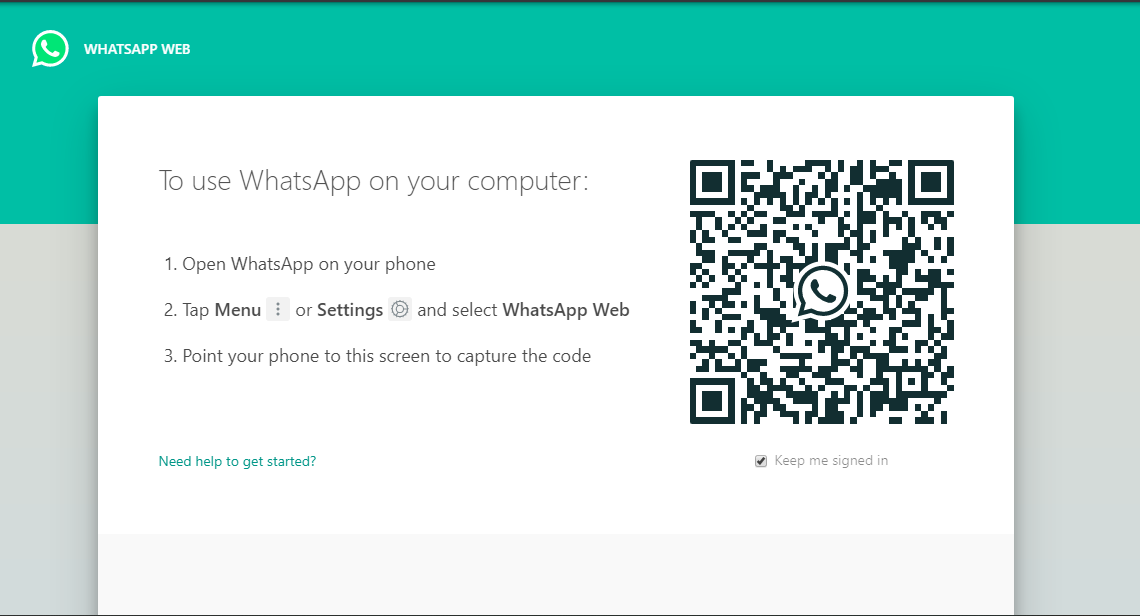 WHATSAPP WEB
To use WhatsApp on your computer:
1. Open WhatsApp on your phone
2. Tap Menu or Settings and select WhatsApp Web
3. Point your phone to this screen to capture the code
Need help to get started?
Keep me signed in